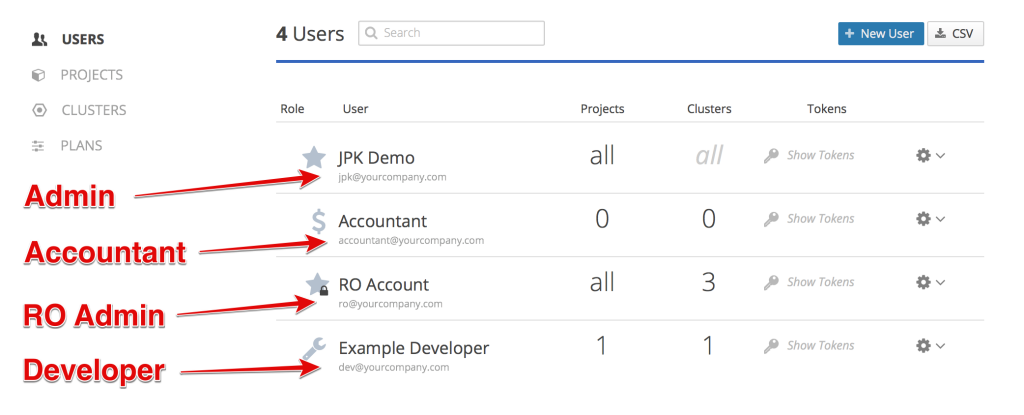 USERS
PROJECTS
CLUSTERS
PLANS
4 Users Search + New User CSV
Role User Projects Clusters Tokens
JPK Demo all all Show Tokens
jpk@yourcompany.com
Admin
Accountant 0 0 Show Tokens
accountant@yourcompany.com
Accountant
RO Account all 3 Show Tokens
ro@yourcompany.com
RO Admin
Example Developer 1 1 Show Tokens
dev@yourcompany.com
Developer